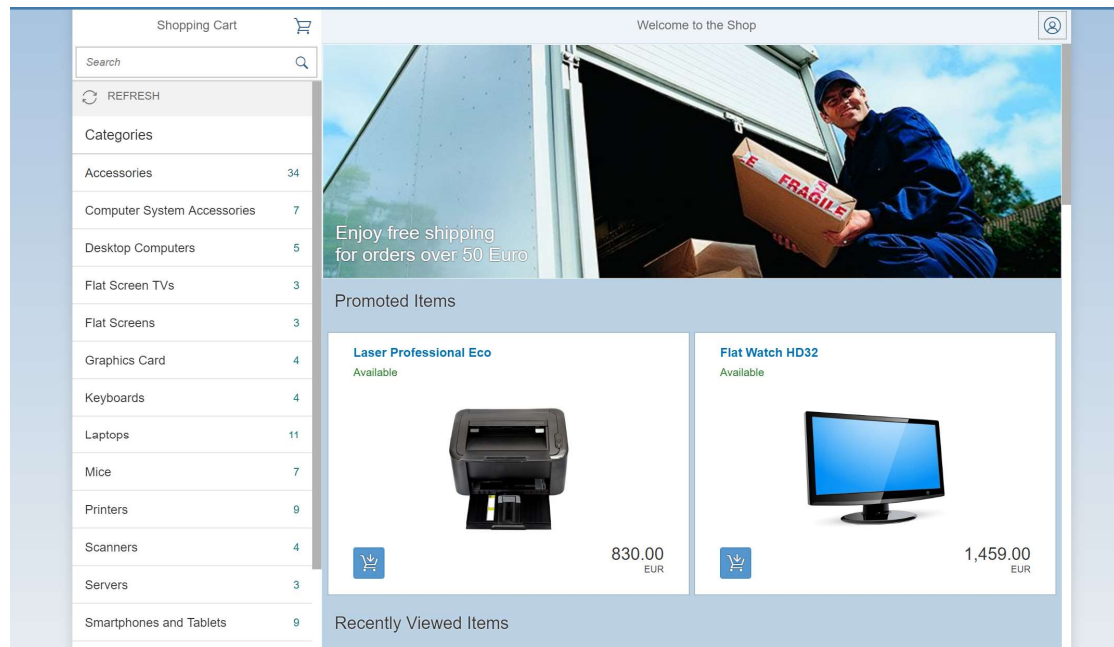 Shopping Cart
Welcome to the Shop
Search
REFRESH
Categories
Accessories 34
Computer System Accessories 7
Desktop Computers 5
Flat Screen TVs 3
Flat Screens 3
Graphics Card 4
Keyboards 4
Laptops 11
Mice 7
Printers 9
Scanners 4
Servers 3
Smartphones and Tablets 9
FRAGILE
Enjoy free shipping
for orders over 50 Euro
Promoted Items
Laser Professional Eco
Available
830.00
EUR
Flat Watch HD32
Available
1,459.00
EUR
Recently Viewed Items